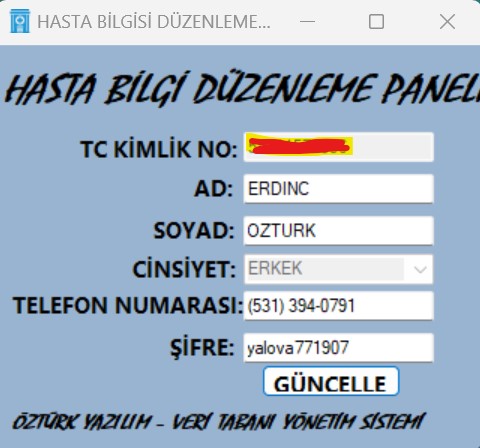 HASTA BİLGİSİ DÜZENLEME...
HASTA BİLGİ DÜZENLEME PANELİ
TC KİMLİK NO:
AD: ERDINC
SOYAD: OZTURK
CİNSİYET: ERKEK
TELEFON NUMARASI: (531) 394-0791
ŞİFRE: yalova771907
GÜNCELLE
ÖZTÜRK YAZILIM - VERİ TABANI YÖNETİM SİSTEMİ